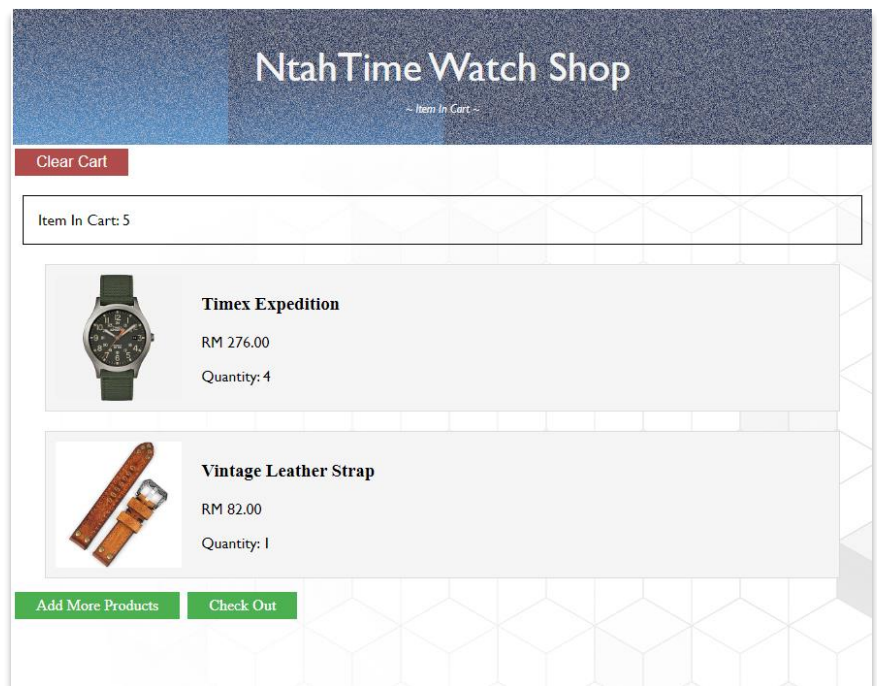 NtahTime Watch Shop
~ Item In Cart ~
Clear Cart
Item In Cart: 5
Timex Expedition
RM 276.00
Quantity: 4
Vintage Leather Strap
RM 82.00
Quantity: 1
Add More Products
Check Out